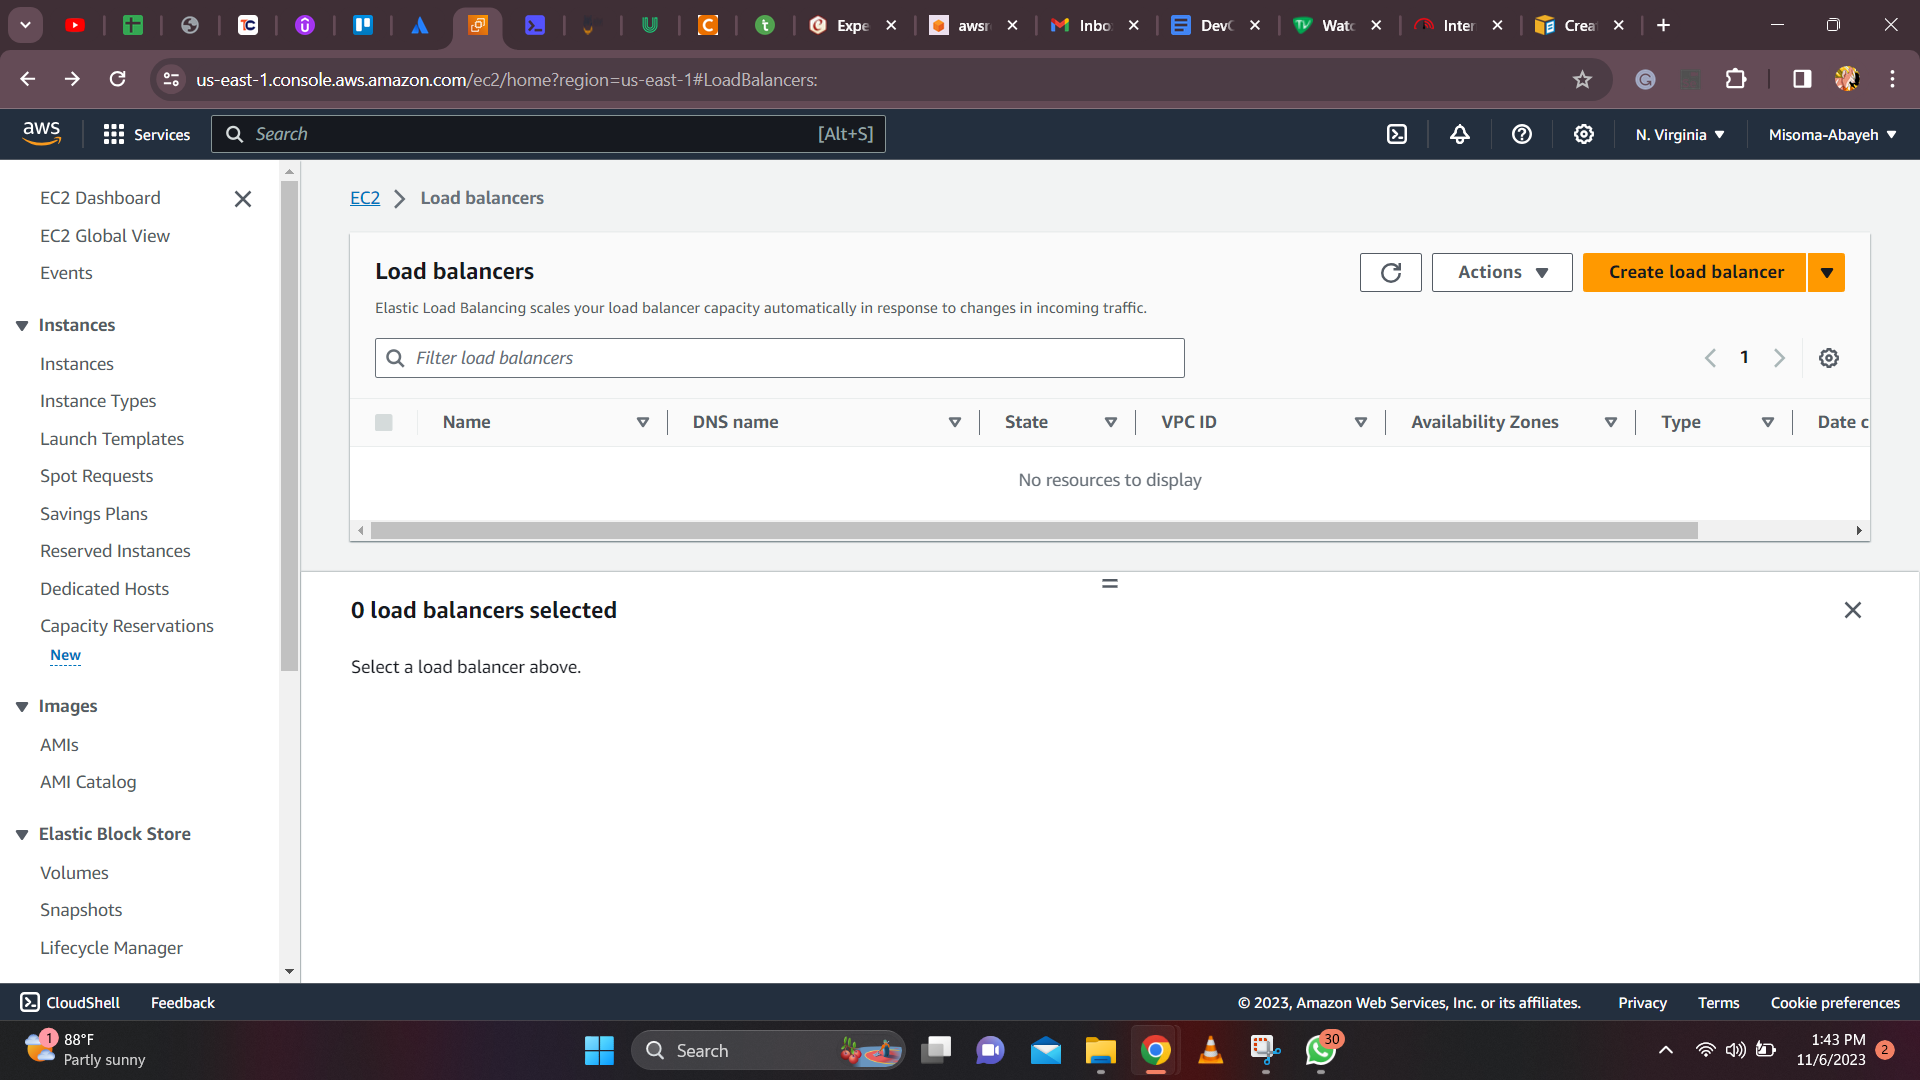 Expe
awsr
Inbo
DevC
Watc
Inter
Crea
us-east-1.console.aws.amazon.com/ec2/home?region=us-east-1#LoadBalancers:
aws
Services
Search
[Alt+S]
N. Virginia
Misoma-Abayeh
EC2 Dashboard
EC2 Global View
Events
Instances
Instances
Instance Types
Launch Templates
Spot Requests
Savings Plans
Reserved Instances
Dedicated Hosts
Capacity Reservations
New
Images
AMIs
AMI Catalog
Elastic Block Store
Volumes
Snapshots
Lifecycle Manager
EC2 > Load balancers
Load balancers
Actions
Create load balancer
Elastic Load Balancing scales your load balancer capacity automatically in response to changes in incoming traffic.
Filter load balancers
1
Name DNS name State VPC ID Availability Zones Type Date c
No resources to display
0 load balancers selected
Select a load balancer above.
CloudShell
Feedback
© 2023, Amazon Web Services, Inc. or its affiliates.
Privacy
Terms
Cookie preferences
1
88°F
Partly sunny
Search
30
1:43 PM
11/6/2023
2